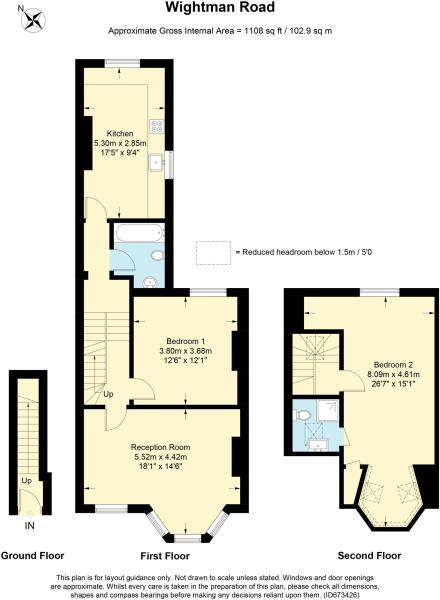 Wightman Road
N
Approximate Gross Internal Area = 1108 sq ft / 102.9 sq m
Kitchen
5.30m x 2.85m
17'5" x 9'4"
= Reduced headroom below 1.5m / 5'0
Bedroom 1
3.80m x 3.68m
12'6" x 12'1"
Bedroom 2
8.09m x 4.61m
26'7" x 15'1"
Up
Reception Room
5.52m x 4.42m
18'1" x 14'6"
Up
IN
Ground Floor
First Floor
Second Floor
This plan is for layout guidance only. Not drawn to scale unless stated. Windows and door openings
are approximate. Whilst every care is taken in the preparation of this plan, please check all dimensions,
shapes and compass bearings before making any decisions reliant upon them. (ID673426)